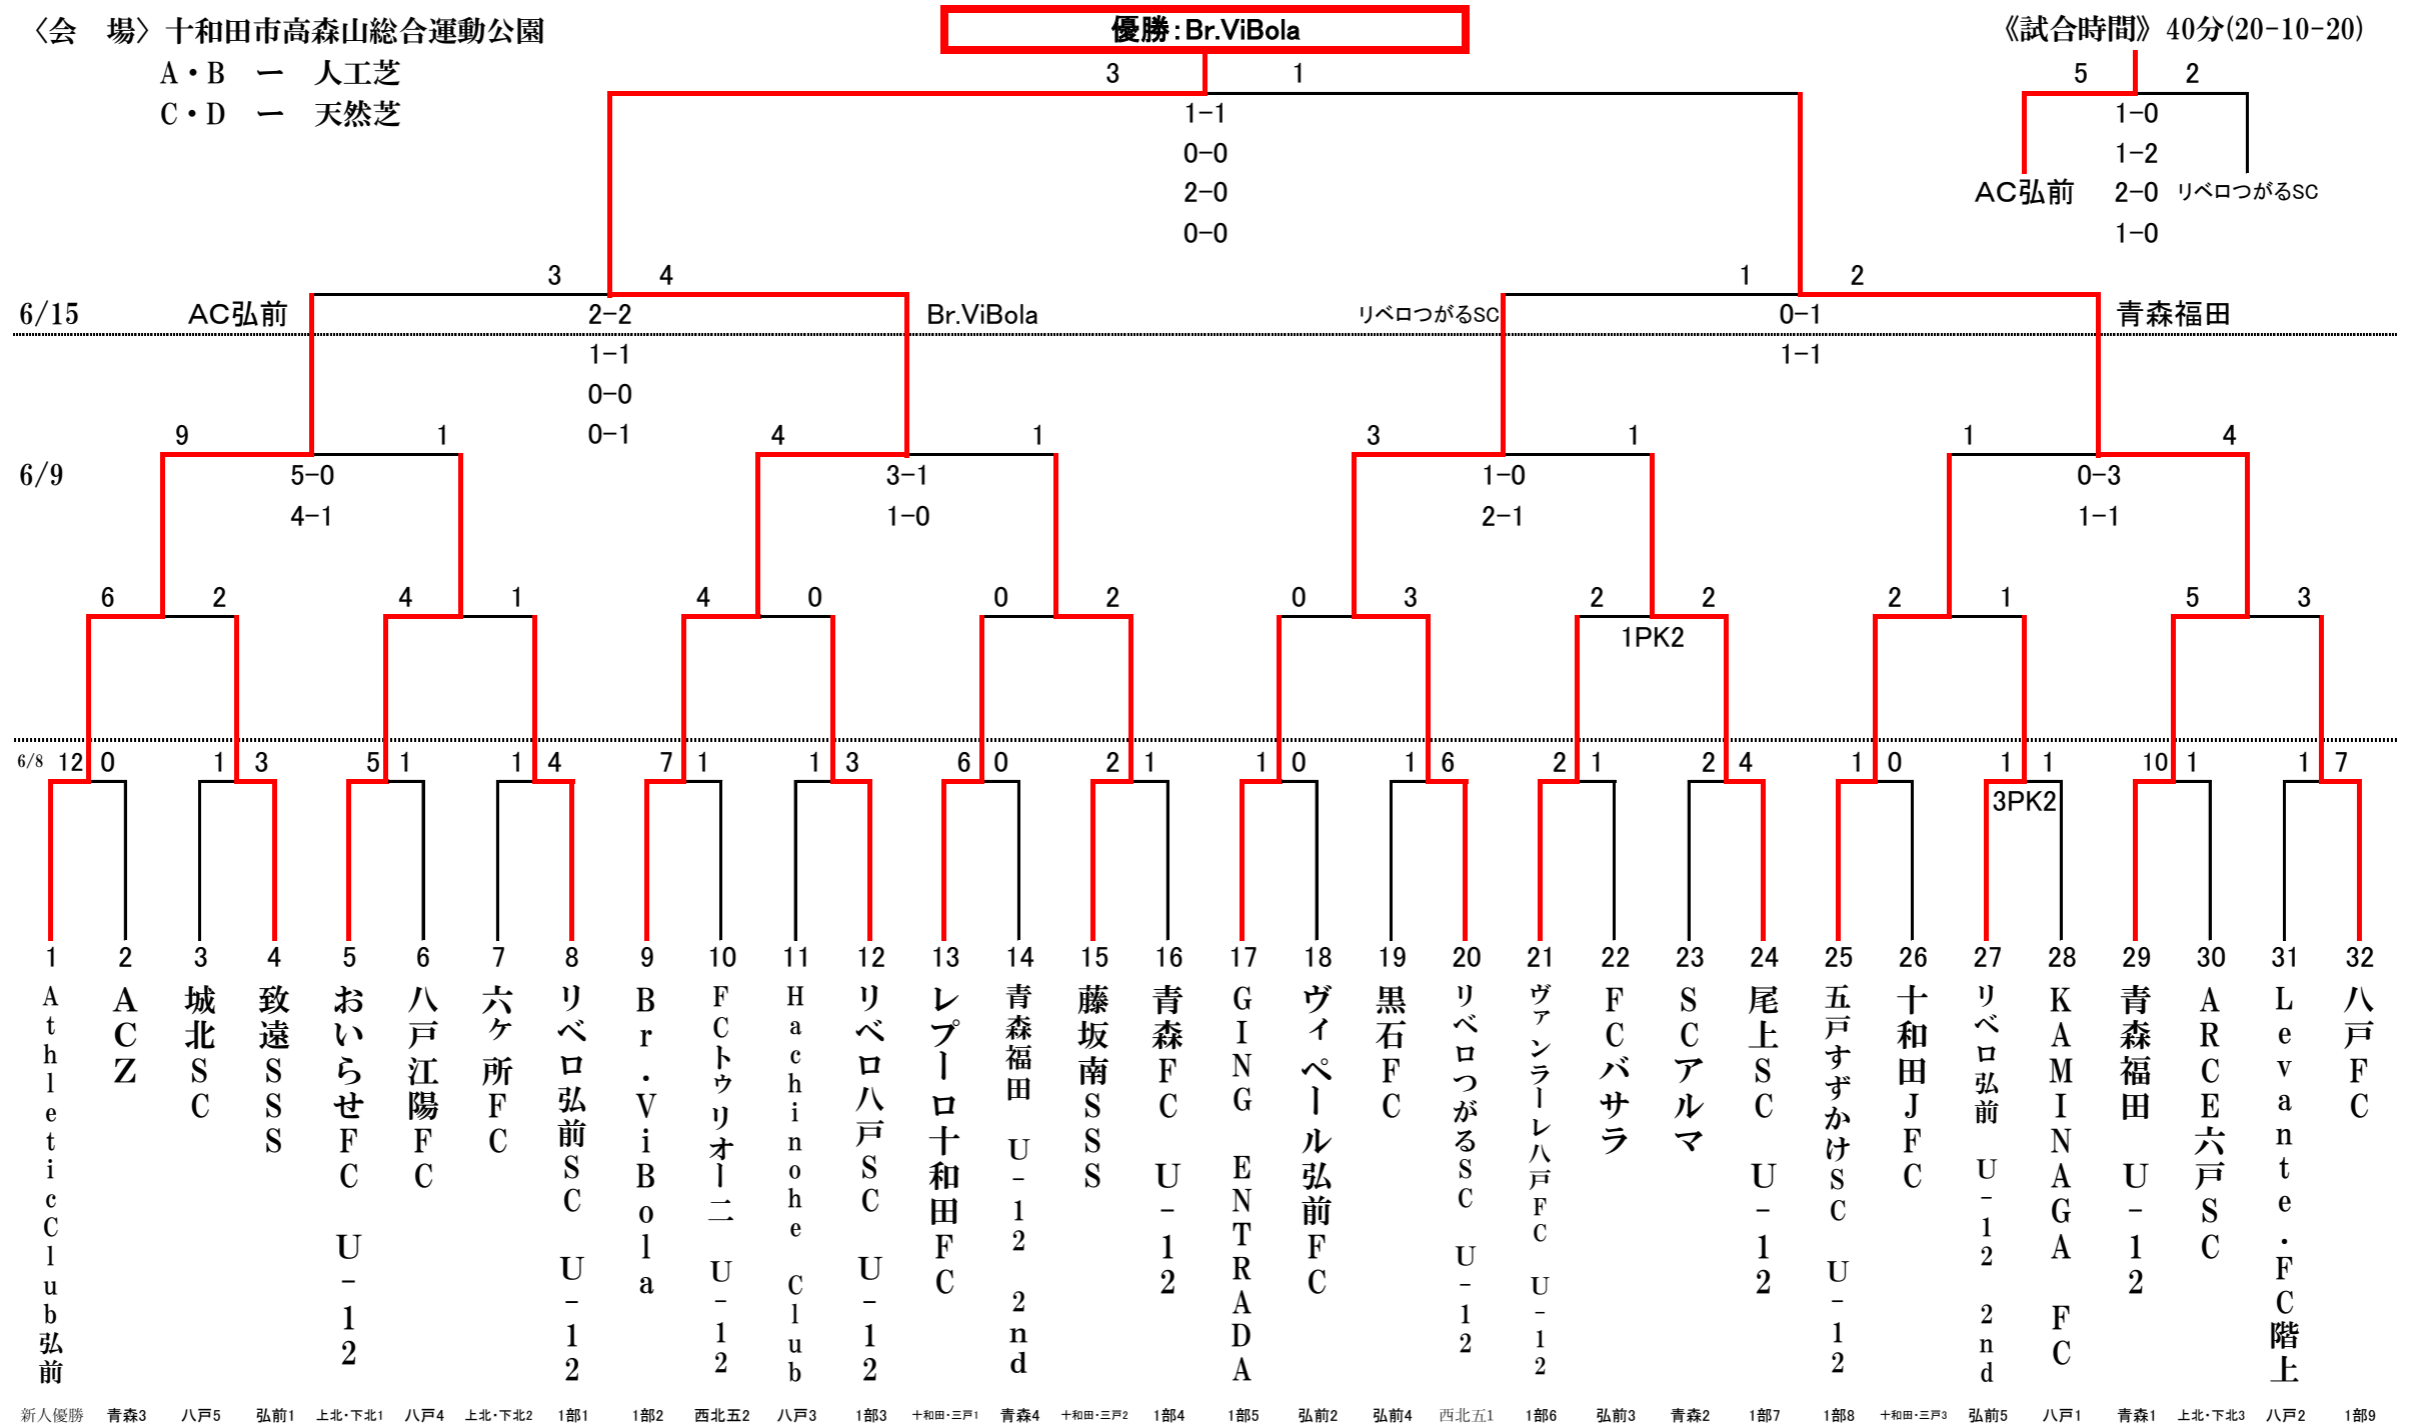 〈会　場〉十和田市高森山総合運動公園
優勝：Br.ViBola
《試合時間》40分(20-10-20)
A・B　ー　人工芝
3 1
5 2
C・D　ー　天然芝
1-1
1-0
0-0
1-2
2-0
AC弘前 2-0 リベロつがるSC
0-0
1-0
3 4
1 2
6/15 AC弘前 2-2 Br.ViBola リベロつがるSC 0-1 青森福田
1-1
1-1
0-0
9 1 0-1 4 1 3 1 1 4
6/9 5-0 3-1 1-0 0-3
4-1 1-0 2-1 1-1
6 2 4 1 4 0 0 2 0 3 2 2 2 1 5 3
1PK2
6/8 12 0 1 3 5 1 1 4 7 1 1 3 6 0 2 1 1 0 1 6 2 1 2 4 1 0 1 1 10 1 1 7
3PK2
1 2 3 4 5 6 7 8 9 10 11 12 13 14 15 16 17 18 19 20 21 22 23 24 25 26 27 28 29 30 31 32
AthleticClub弘前
ACZ
城北SC
致遠SSS
おいらせFC　U-12
八戸江陽FC
六ケ所FC
リベロ弘前SC　U-12
Br.ViBola
FCトゥリオーニ　U-12
Hachinohe Club
リベロ八戸SC　U-12
レプーロ十和田FC
青森福田　U-12　2nd
藤坂南SSS
青森FC　U-12
GING　ENTRADA
ヴィペール弘前FC
黒石FC
リベロつがるSC　U-12
ヴァンラーレ八戸FC　U-12
FCバサラ
SCアルマ
尾上SC　U-12
五戸すずかけSC　U-12
十和田JFC
リベロ弘前　U-12　2nd
KAMINAGA　FC
青森福田　U-12
ARCE六戸SC
Levante.FC階上
八戸FC
新人優勝 青森3 八戸5 弘前1 上北・下北1 八戸4 上北・下北2 1部1 1部2 西北五2 八戸3 1部3 十和田・三戸1 青森4 十和田・三戸2 1部4 1部5 弘前2 弘前4 西北五1 1部6 弘前3 青森2 1部7 1部8 十和田・三戸3 弘前5 八戸1 青森1 上北・下北3 八戸2 1部9